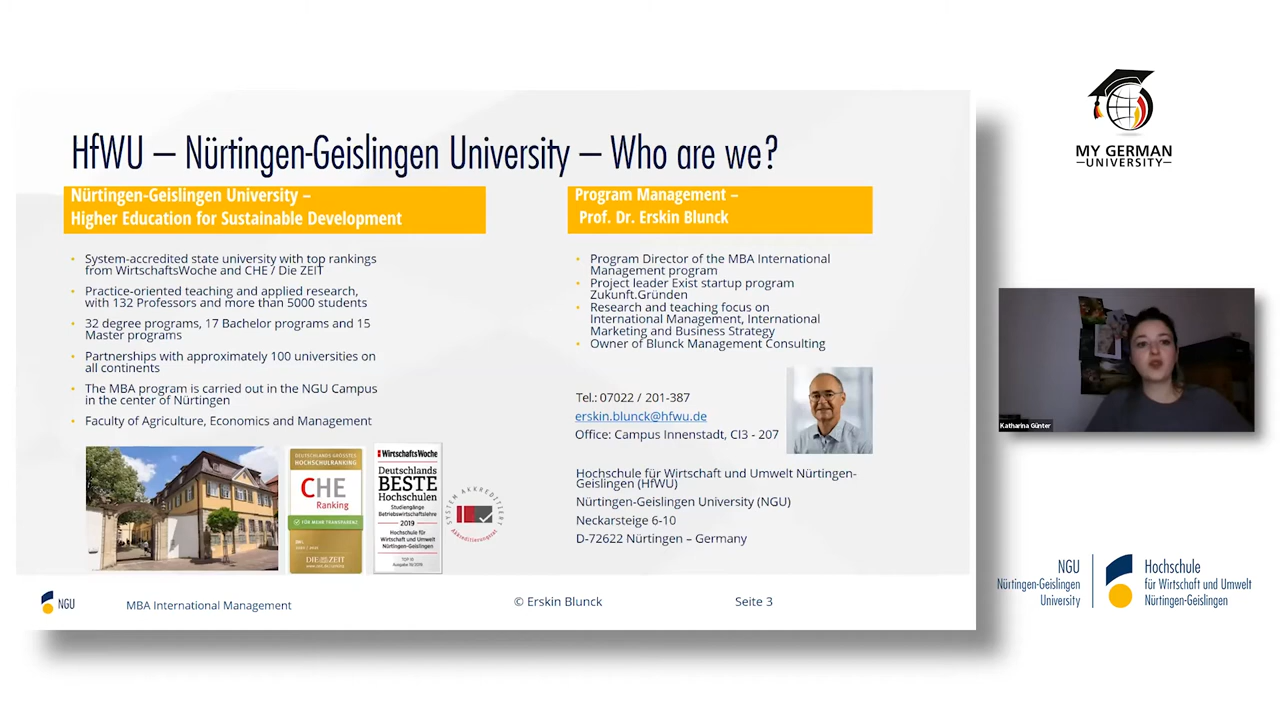 HfWU – Nürtingen-Geislingen University – Who are we?
Nürtingen-Geislingen University –
Higher Education for Sustainable Development
• System-accredited state university with top rankings
from WirtschaftsWoche and CHE / Die ZEIT
• Practice-oriented teaching and applied research,
with 132 Professors and more than 5000 students
• 32 degree programs, 17 Bachelor programs and 15
Master programs
• Partnerships with approximately 100 universities on
all continents
• The MBA program is carried out in the NGU Campus
in the center of Nürtingen
• Faculty of Agriculture, Economics and Management
DEUTSCHLANDS GRÖSSTES
HOCHSCHULRANKING
CHE
Ranking
FÜR MEHR TRANSPARENZ
DIE ZEIT
WirtschaftsWoche
Deutschlands
BESTE
Hochschulen
Studiengänge
Betriebswirtschaftslehre
2019
Hochschule für
Wirtschaft und Umwelt
Nürtingen-Geislingen
SYSTEM AKKREDITIERT
Akkreditierungsrat
Program Management –
Prof. Dr. Erskin Blunck
• Program Director of the MBA International
Management program
• Project leader Exist startup program
Zukunft.Gründen
• Research and teaching focus on
International Management, International
Marketing and Business Strategy
• Owner of Blunck Management Consulting
Tel.: 07022 / 201-387
erskin.blunck@hfwu.de
Office: Campus Innenstadt, CI3 - 207
Hochschule für Wirtschaft und Umwelt Nürtingen-
Geislingen (HfWU)
Nürtingen-Geislingen University (NGU)
Neckarsteige 6-10
D-72622 Nürtingen – Germany
NGU
MBA International Management
© Erskin Blunck
Seite 3
MY GERMAN
UNIVERSITY
Katharina Günter
NGU
Nürtingen-Geislingen
University
Hochschule
für Wirtschaft und Umwelt
Nürtingen-Geislingen